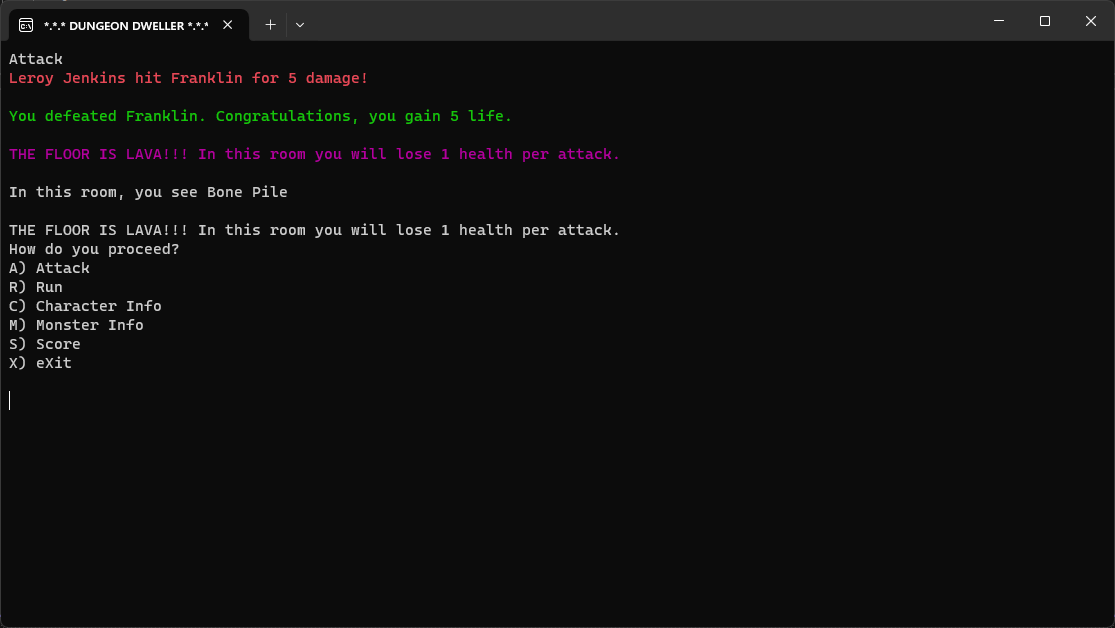 *.*.* DUNGEON DWELLER *.*.*
Attack
Leroy Jenkins hit Franklin for 5 damage!
You defeated Franklin. Congratulations, you gain 5 life.
THE FLOOR IS LAVA!!! In this room you will lose 1 health per attack.
In this room, you see Bone Pile
THE FLOOR IS LAVA!!! In this room you will lose 1 health per attack.
How do you proceed?
A) Attack
R) Run
C) Character Info
M) Monster Info
S) Score
X) eXit